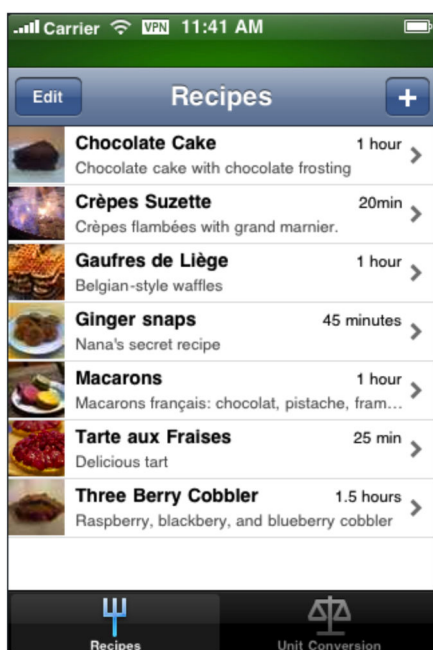 Carrier VPN 11:41 AM
Edit Recipes +
Chocolate Cake 1 hour
Chocolate cake with chocolate frosting
Crèpes Suzette 20min
Crèpes flambées with grand marnier.
Gaufres de Liège 1 hour
Belgian-style waffles
Ginger snaps 45 minutes
Nana's secret recipe
Macarons 1 hour
Macarons français: chocolat, pistache, fram...
Tarte aux Fraises 25 min
Delicious tart
Three Berry Cobbler 1.5 hours
Raspberry, blackbery, and blueberry cobbler
Recipes Unit Conversion